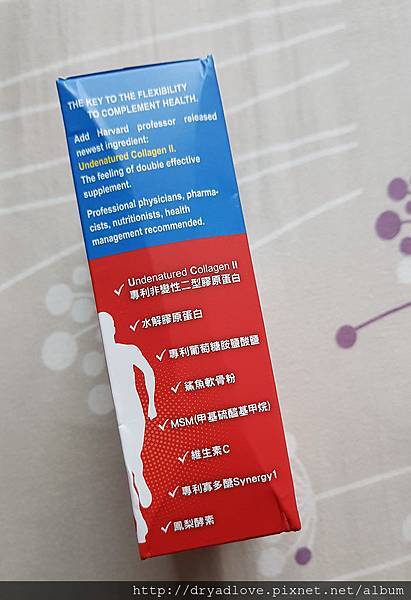 THE KEY TO THE FLEXIBILITY
TO COMPLEMENT HEALTH.
Add Harvard professor released
newest ingredient:
Undenatured Collagen II.
The feeling of double effective
supplement.
Professional physicians, pharma-
cists, nutritionists, health
management recommended.
Undenatured Collagen II
專利非變性二型膠原蛋白
水解膠原蛋白
專利葡萄糖胺鹽酸鹽
鯊魚軟骨粉
MSM(甲基硫醯基甲烷)
維生素C
專利寡多醣Synergy1
鳳梨酵素
http://dryadlove.pixnet.net/album